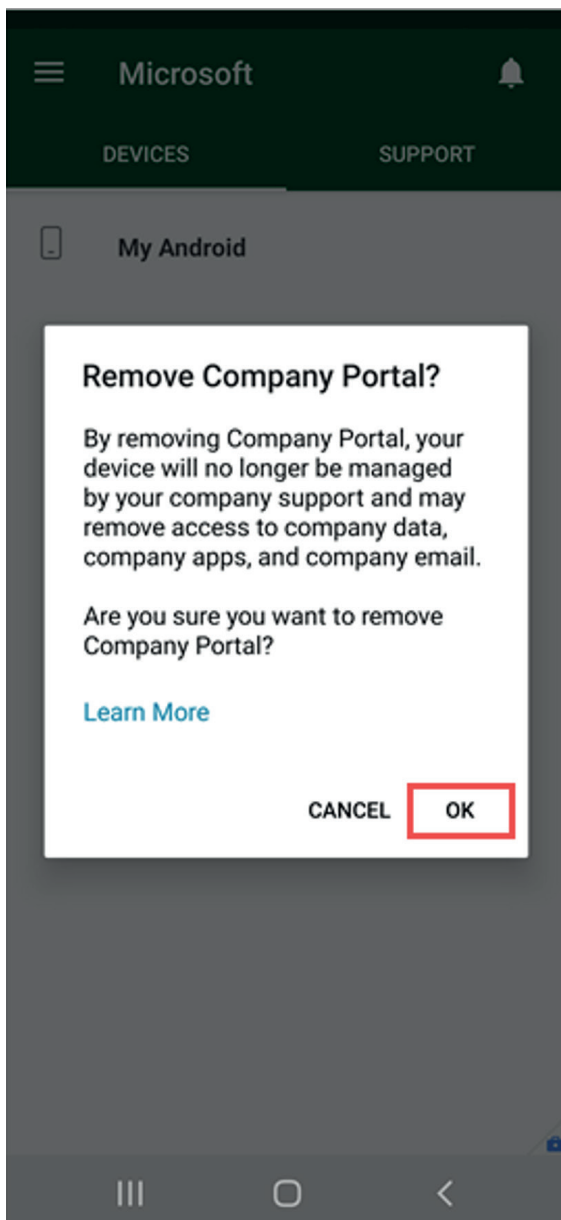 Microsoft
DEVICES SUPPORT
My Android
Remove Company Portal?
By removing Company Portal, your
device will no longer be managed
by your company support and may
remove access to company data,
company apps, and company email.
Are you sure you want to remove
Company Portal?
Learn More
CANCEL OK